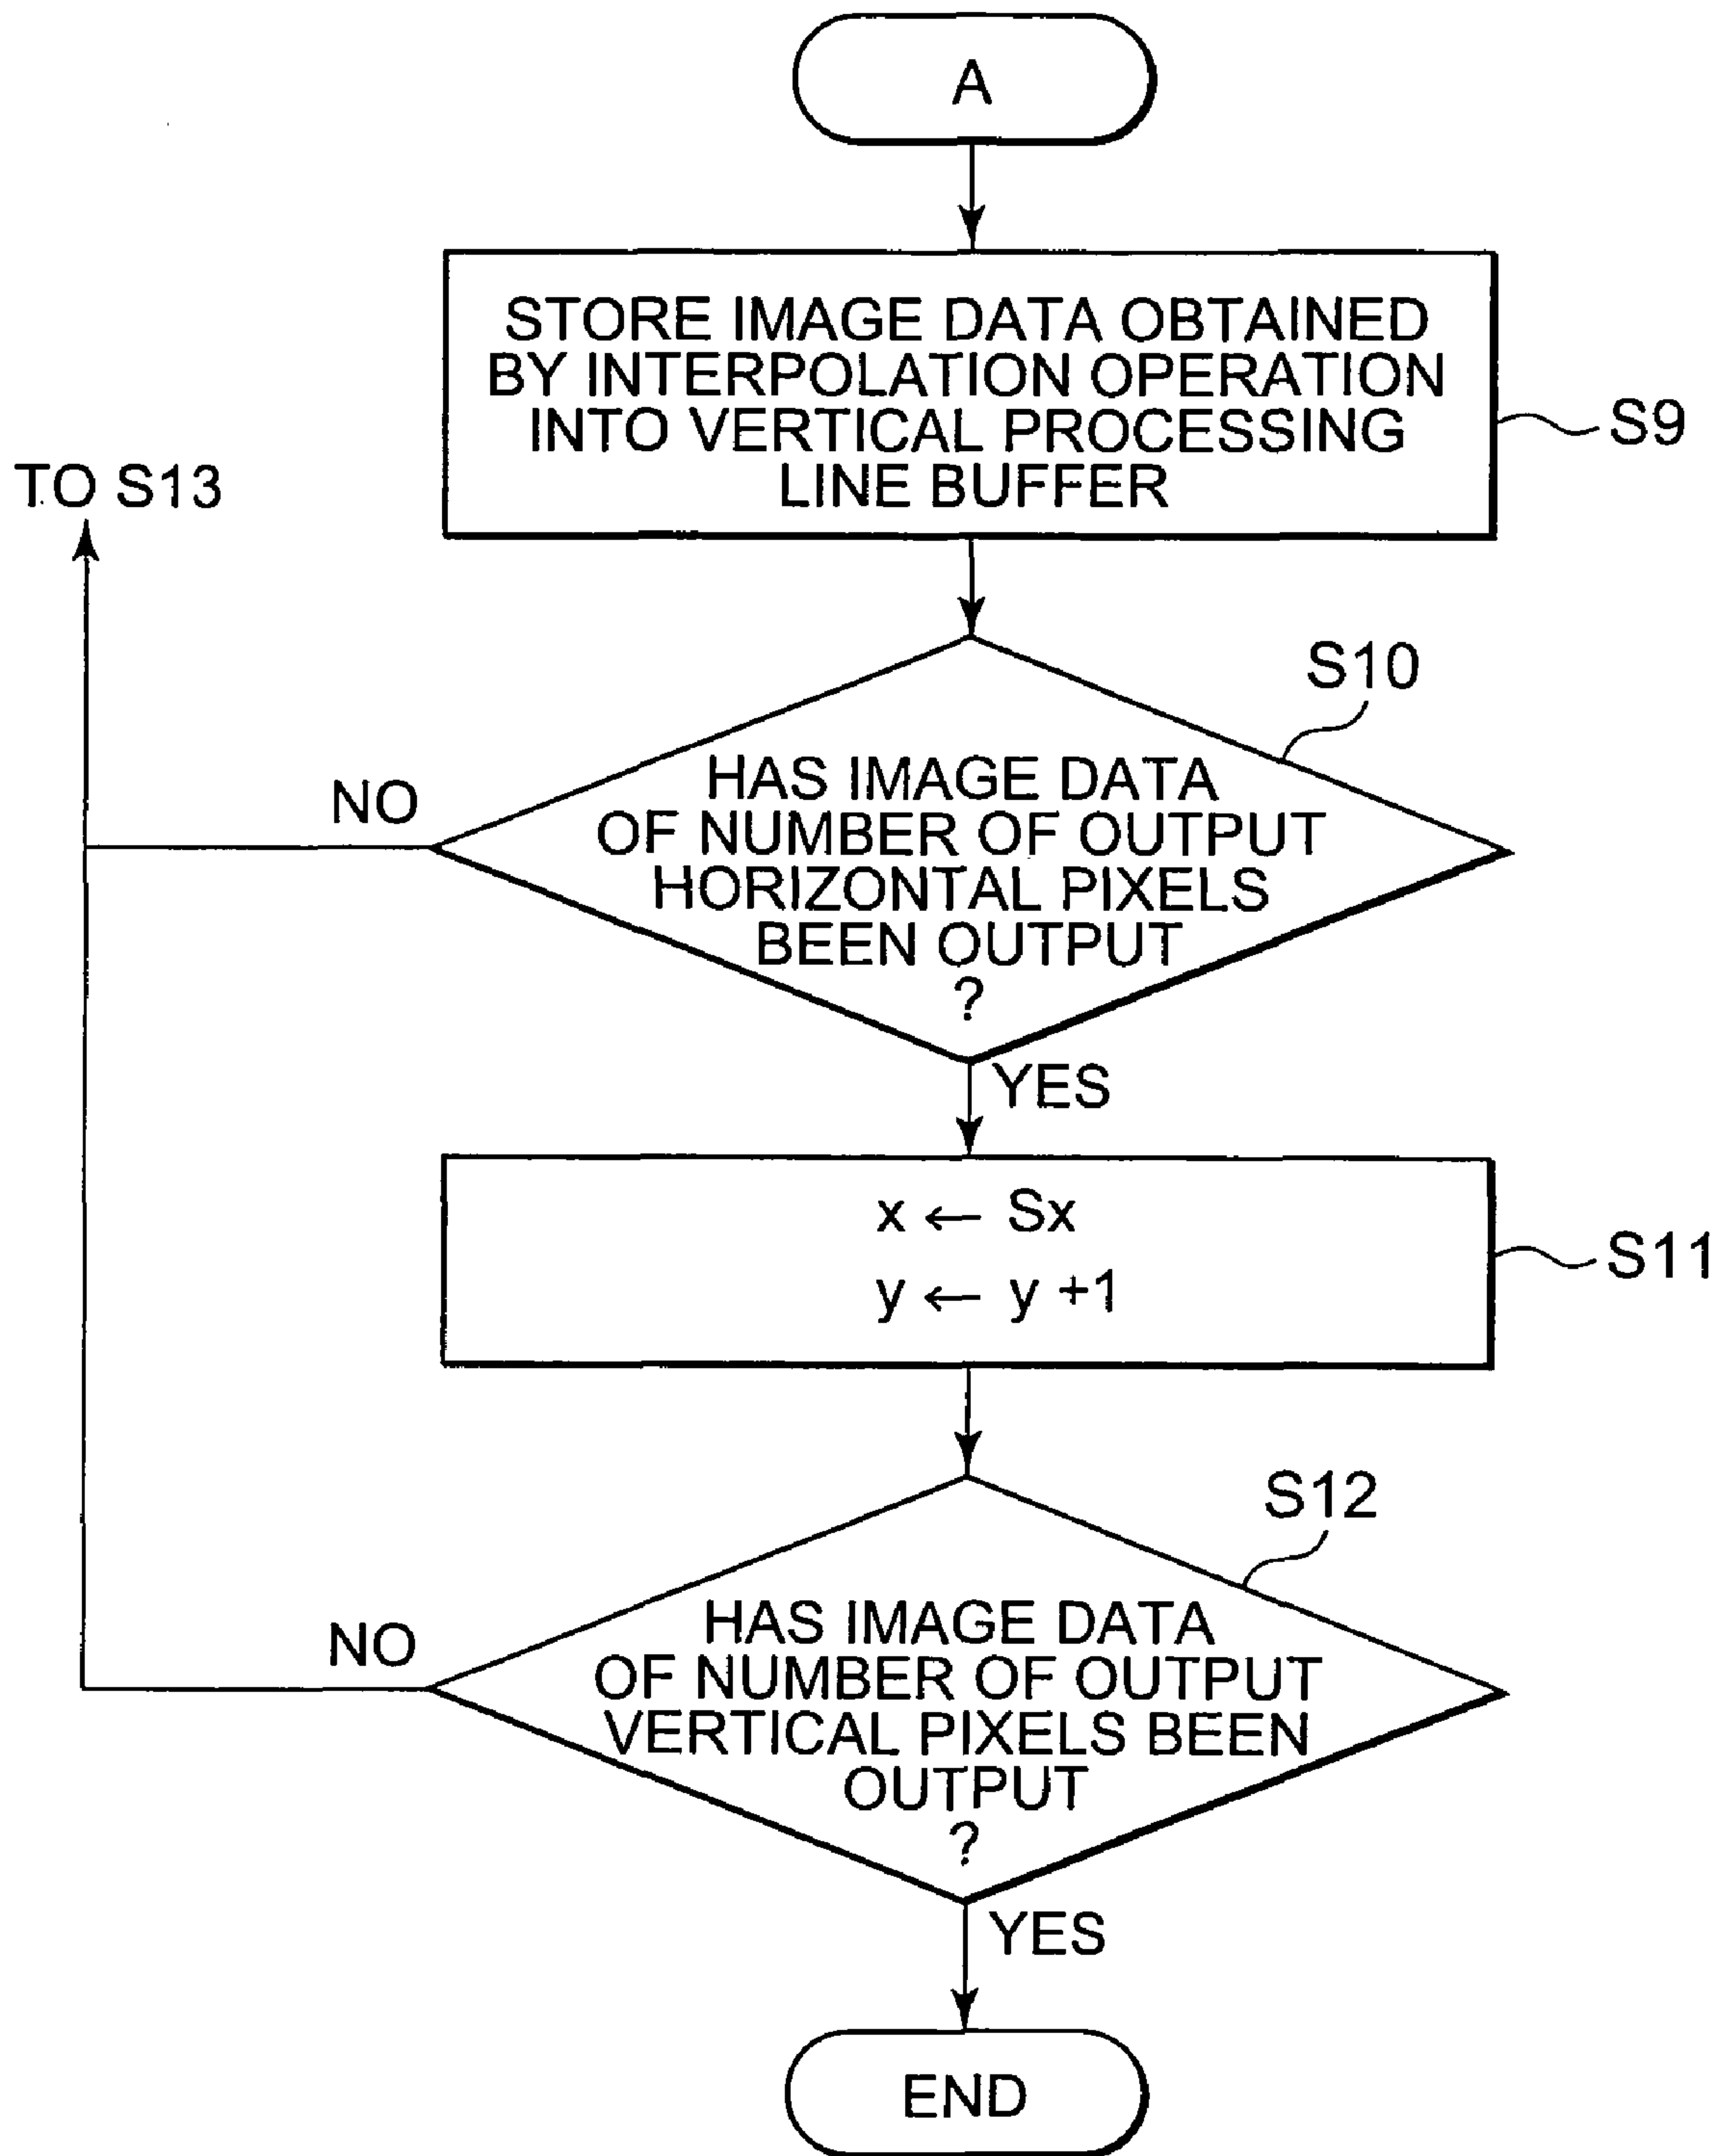 A
STORE IMAGE DATA OBTAINED
BY INTERPOLATION OPERATION
INTO VERTICAL PROCESSING
LINE BUFFER
S9
TO S13
S10
HAS IMAGE DATA
OF NUMBER OF OUTPUT
HORIZONTAL PIXELS
BEEN OUTPUT
?
NO
YES
x ← Sx
y ← y +1
S11
S12
HAS IMAGE DATA
OF NUMBER OF OUTPUT
VERTICAL PIXELS BEEN
OUTPUT
?
NO
YES
END